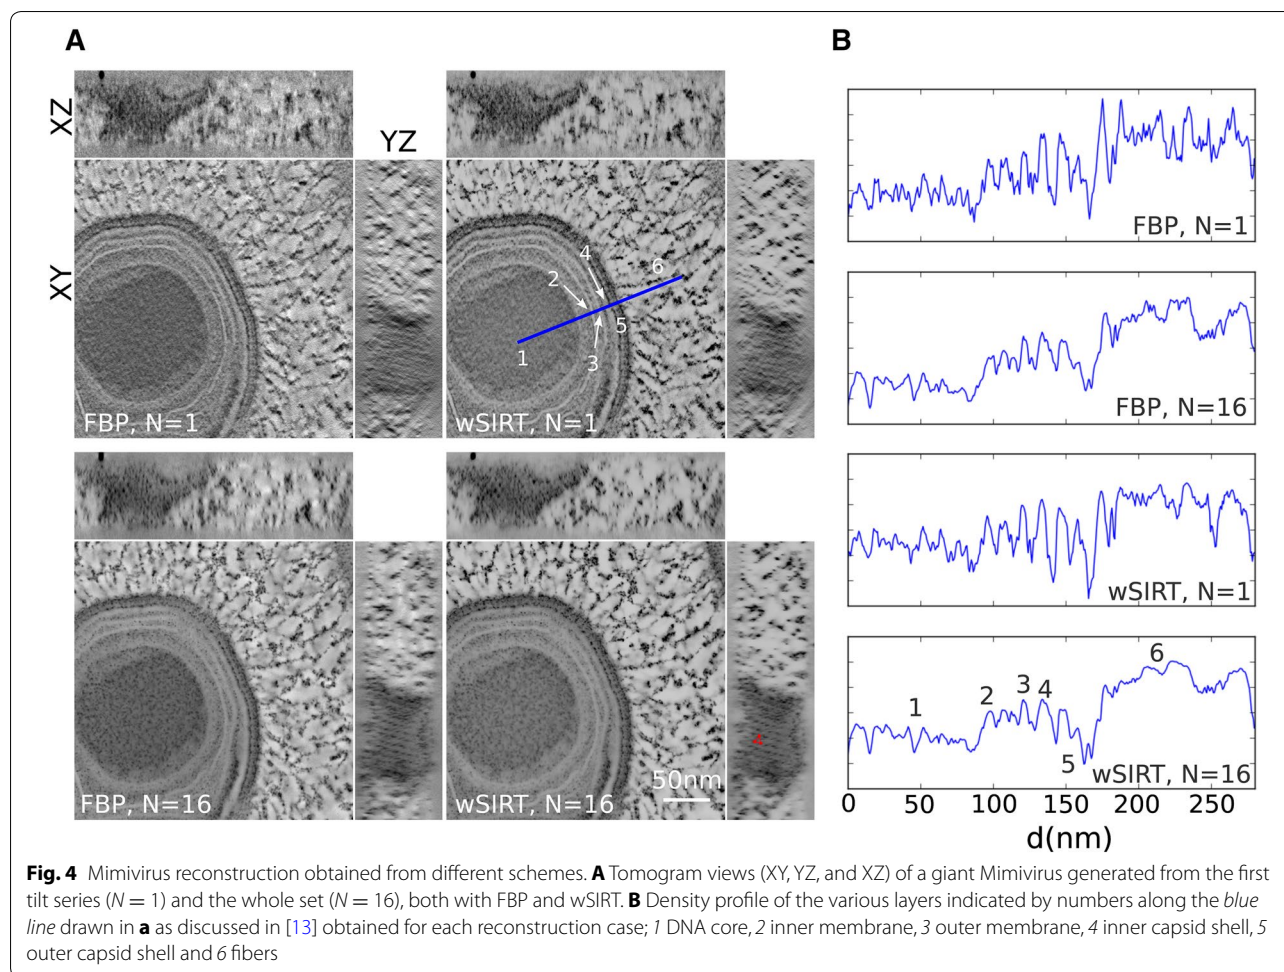 A
B
XZ
YZ
XY
4
6
2
5
1
3
FBP, N=1
wSIRT, N=1
4
50nm
FBP, N=16
wSIRT, N=16
FBP, N=1
FBP, N=16
wSIRT, N=1
6
1
2
3
4
5
wSIRT, N=16
0 50 100 150 200 250
d(nm)
Fig. 4 Mimivirus reconstruction obtained from different schemes. A Tomogram views (XY, YZ, and XZ) of a giant Mimivirus generated from the first
tilt series (N = 1) and the whole set (N = 16), both with FBP and wSIRT. B Density profile of the various layers indicated by numbers along the blue
line drawn in a as discussed in [13] obtained for each reconstruction case; 1 DNA core, 2 inner membrane, 3 outer membrane, 4 inner capsid shell, 5
outer capsid shell and 6 fibers